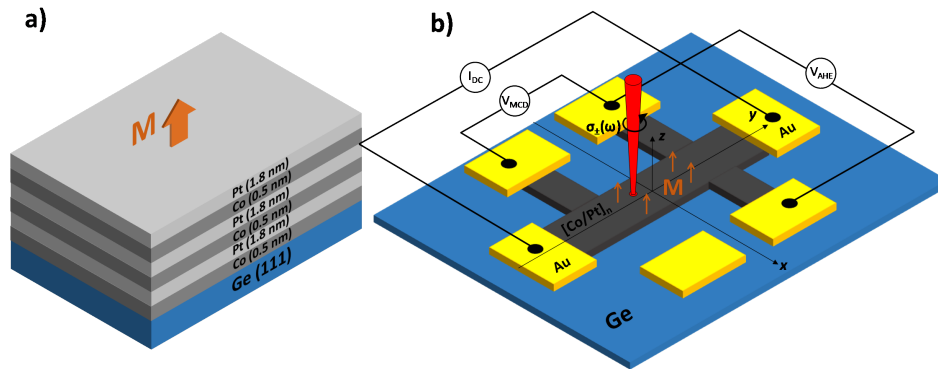 a)
M
Pt (1.8 nm)
Co (0.5 nm)
Pt (1.8 nm)
Co (0.5 nm)
Pt (1.8 nm)
Co (0.5 nm)
Ge (111)
b)
I_DC
V_MCD
V_AHE
σ±(ω)
z
y
Au
M
[Co/Pt]ₙ
Au
x
Ge